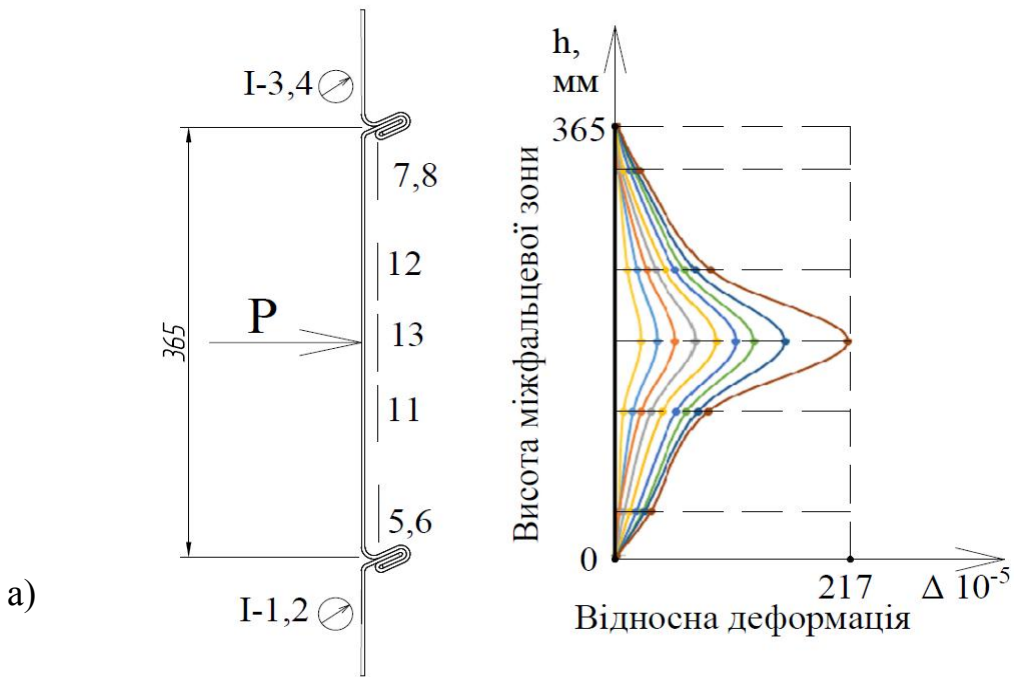 I-3,4
7,8
12
P
13
365
11
5,6
I-1,2
а)
h,
мм
365
Висота міжфальцевої зони
0
217
Δ 10⁻⁵
Відносна деформація